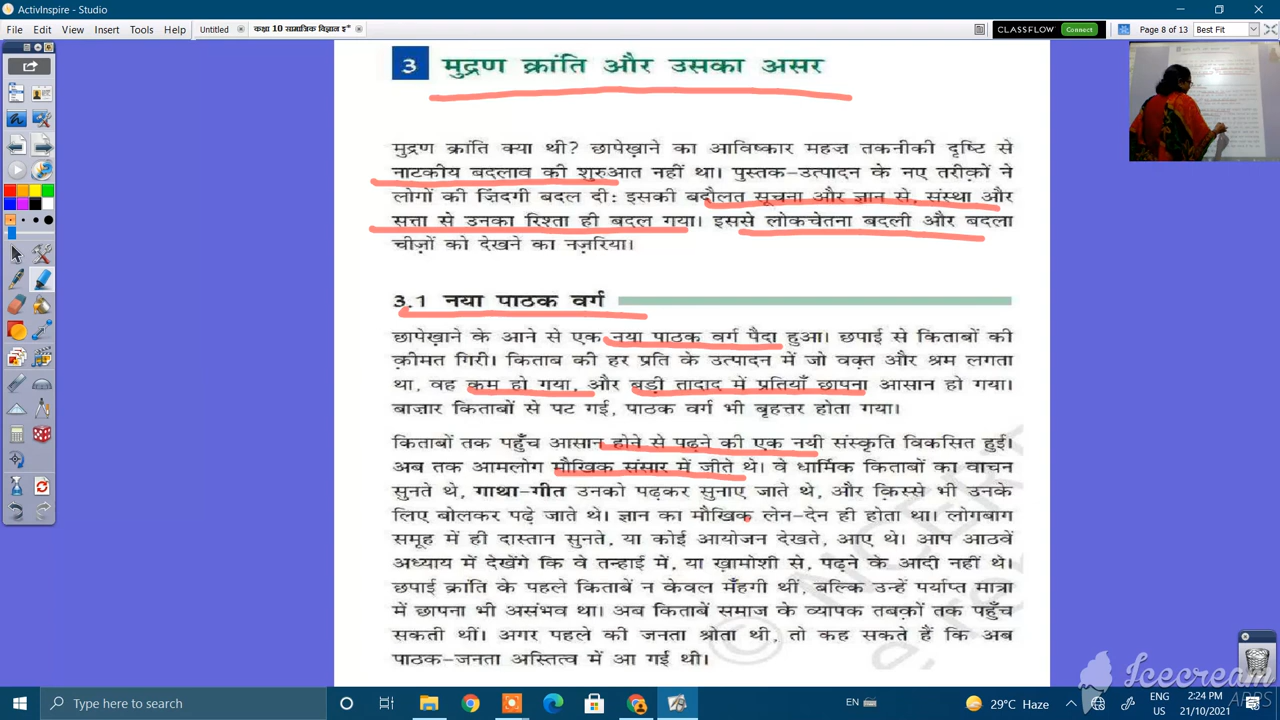 ActivInspire - Studio
File Edit View Insert Tools Help Untitled कक्षा 10 सामाजिक विज्ञान इ* CLASSFLOW Connect Page 8 of 13 Best Fit
3 मुद्रण क्रांति और उसका असर
मुद्रण क्रांति क्या थी? छापेख़ाने का आविष्कार महज़ तकनीकी दृष्टि से
नाटकीय बदलाव की शुरुआत नहीं था। पुस्तक-उत्पादन के नए तरीक़ों ने
लोगों की ज़िंदगी बदल दी: इसकी बदौलत सूचना और ज्ञान से, संस्था और
सत्ता से उनका रिश्ता ही बदल गया। इससे लोकचेतना बदली और बदला
चीज़ों को देखने का नज़रिया।
3.1 नया पाठक वर्ग
छापेख़ाने के आने से एक नया पाठक वर्ग पैदा हुआ। छपाई से किताबों की
क़ीमत गिरी। किताब की हर प्रति के उत्पादन में जो वक्त और श्रम लगता
था, वह कम हो गया, और बड़ी तादाद में प्रतियाँ छापना आसान हो गया।
बाज़ार किताबों से पट गई, पाठक वर्ग भी बृहत्तर होता गया।
किताबों तक पहुँच आसान होने से पढ़ने की एक नयी संस्कृति विकसित हुई।
अब तक आमलोग मौखिक संसार में जीते थे। वे धार्मिक किताबों का वाचन
सुनते थे, गाथा-गीत उनको पढ़कर सुनाए जाते थे, और क़िस्से भी उनके
लिए बोलकर पढ़े जाते थे। ज्ञान का मौखिक लेन-देन ही होता था। लोगबाग
समूह में ही दास्तान सुनते, या कोई आयोजन देखते, आए थे। आप आठवें
अध्याय में देखेंगे कि वे तन्हाई में, या ख़ामोशी से, पढ़ने के आदी नहीं थे।
छपाई क्रांति के पहले किताबें न केवल मँहगी थीं, बल्कि उन्हें पर्याप्त मात्रा
में छापना भी असंभव था। अब किताबें समाज के व्यापक तबक़ों तक पहुँच
सकती थीं। अगर पहले की जनता श्रोता थी, तो कह सकते हैं कि अब
पाठक-जनता अस्तित्व में आ गई थी।
Icecream
APPS
Type here to search EN 29°C Haze ENG US 2:24 PM 21/10/2021